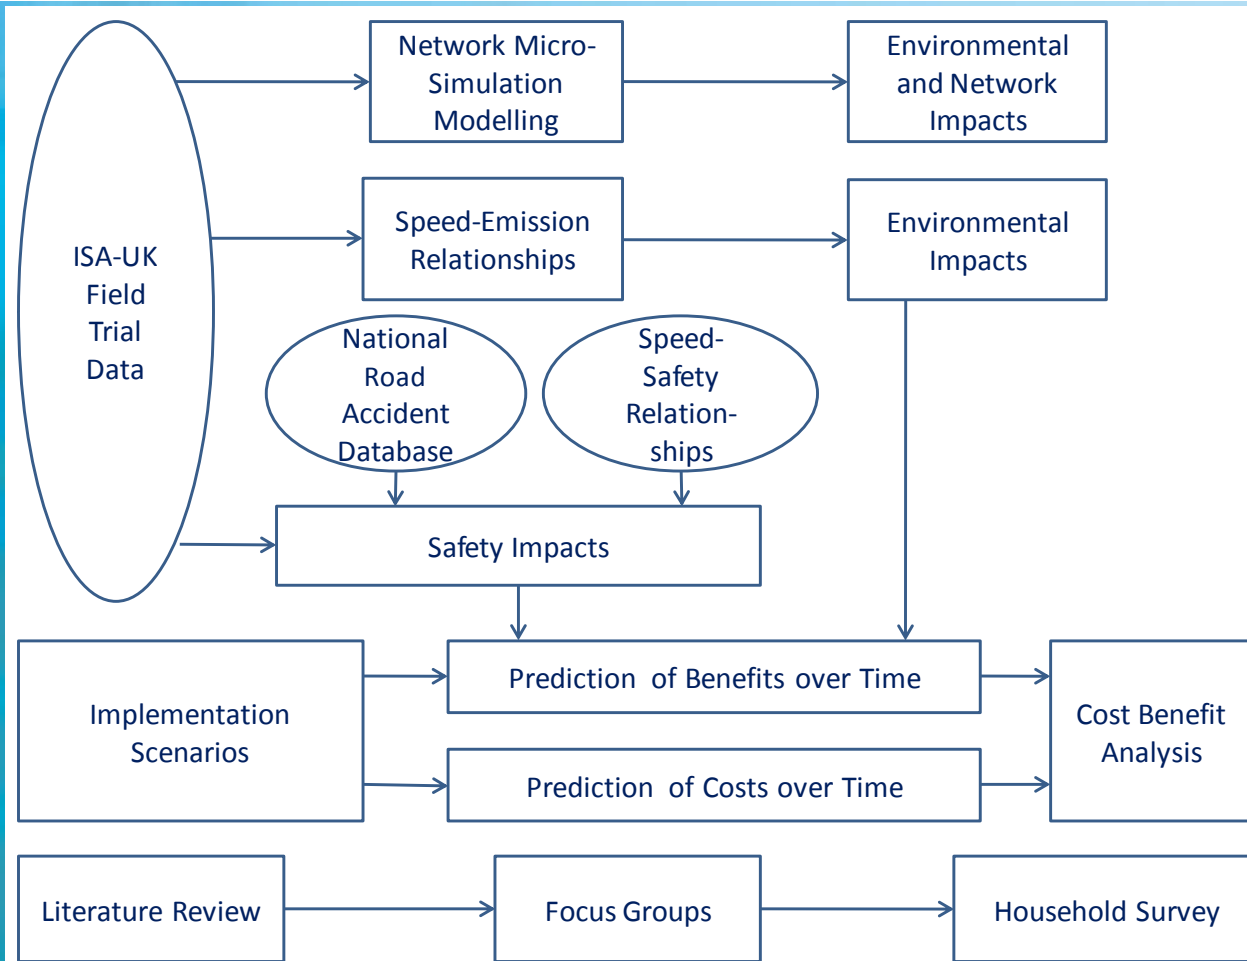 Network Micro-
Simulation
Modelling
Environmental
and Network
Impacts
ISA-UK
Field
Trial
Data
Speed-Emission
Relationships
Environmental
Impacts
National
Road
Accident
Database
Speed-
Safety
Relation-
ships
Safety Impacts
Implementation
Scenarios
Prediction of Benefits over Time
Prediction of Costs over Time
Cost Benefit
Analysis
Literature Review
Focus Groups
Household Survey